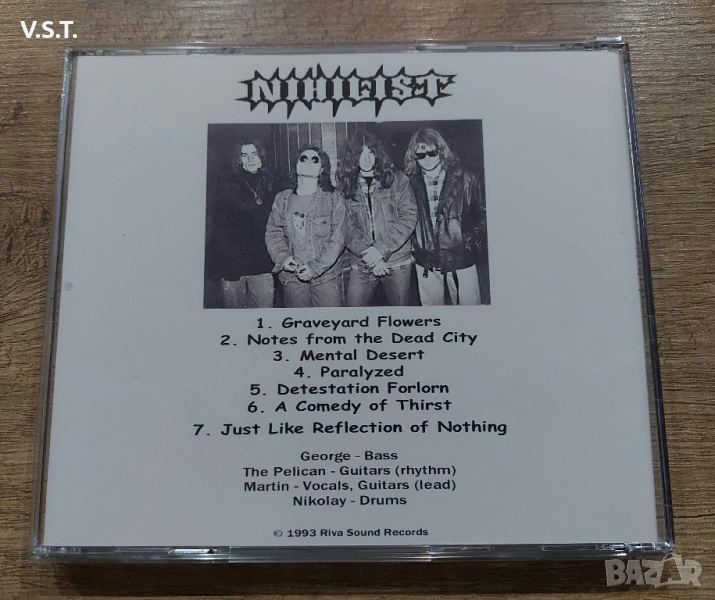 V.S.T.
NIHILIST
1. Graveyard Flowers
2. Notes from the Dead City
3. Mental Desert
4. Paralyzed
5. Detestation Forlorn
6. A Comedy of Thirst
7. Just Like Reflection of Nothing
George - Bass
The Pelican - Guitars (rhythm)
Martin - Vocals, Guitars (lead)
Nikolay - Drums
© 1993 Riva Sound Records
BAZAR